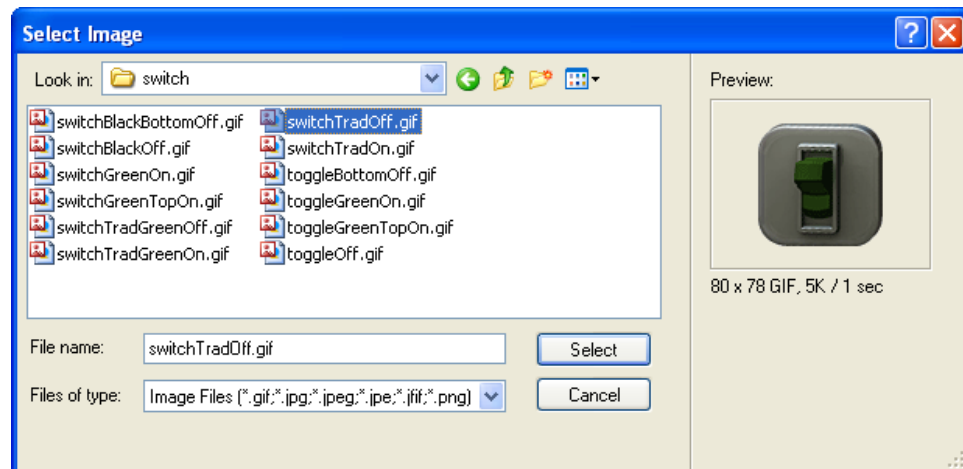 Select Image
Look in: switch
Preview:
switchBlackBottomOff.gif
switchBlackOff.gif
switchGreenOn.gif
switchGreenTopOn.gif
switchTradGreenOff.gif
switchTradGreenOn.gif
switchTradOff.gif
switchTradOn.gif
toggleBottomOff.gif
toggleGreenOn.gif
toggleGreenTopOn.gif
toggleOff.gif
80 x 78 GIF, 5K / 1 sec
File name: switchTradOff.gif
Select
Files of type: Image Files (*.gif;*.jpg;*.jpeg;*.jpe;*.jfif;*.png)
Cancel